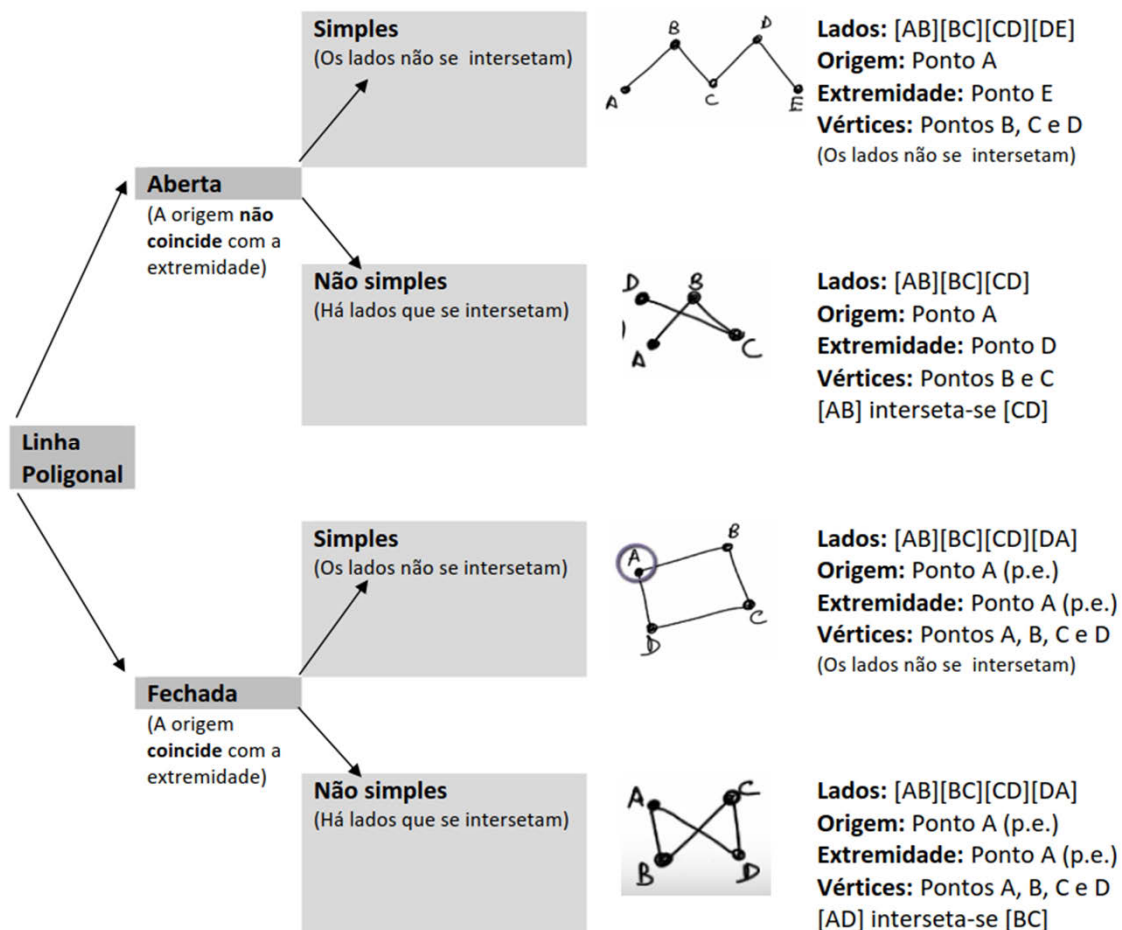 Simples
(Os lados não se intersetam)
B
D
A
C
E
Lados: [AB][BC][CD][DE]
Origem: Ponto A
Extremidade: Ponto E
Vértices: Pontos B, C e D
(Os lados não se intersetam)
Aberta
(A origem não
coincide com a
extremidade)
Não simples
(Há lados que se intersetam)
D
B
A
C
Lados: [AB][BC][CD]
Origem: Ponto A
Extremidade: Ponto D
Vértices: Pontos B e C
[AB] interseta-se [CD]
Linha
Poligonal
Simples
(Os lados não se intersetam)
A
B
C
D
Lados: [AB][BC][CD][DA]
Origem: Ponto A (p.e.)
Extremidade: Ponto A (p.e.)
Vértices: Pontos A, B, C e D
(Os lados não se intersetam)
Fechada
(A origem
coincide com a
extremidade)
Não simples
(Há lados que se intersetam)
A
C
B
D
Lados: [AB][BC][CD][DA]
Origem: Ponto A (p.e.)
Extremidade: Ponto A (p.e.)
Vértices: Pontos A, B, C e D
[AD] interseta-se [BC]